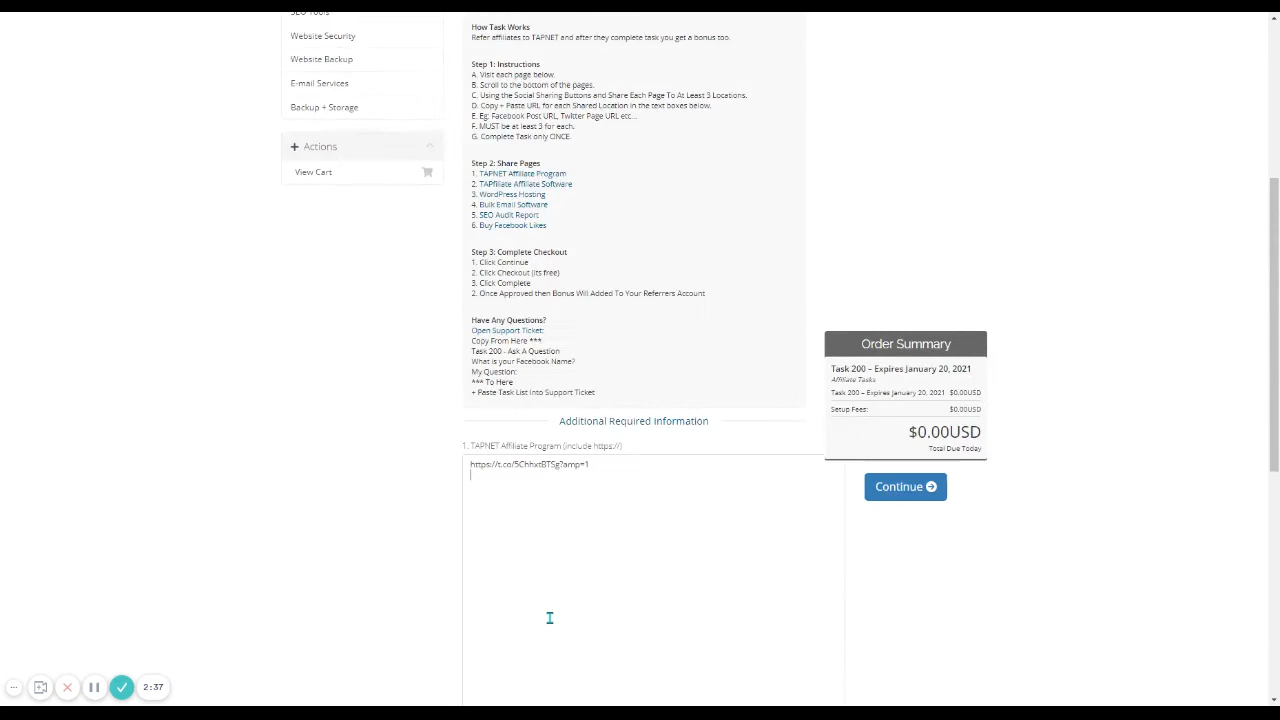 SEO Tools
Website Security
Website Backup
E-mail Services
Backup + Storage
Actions
View Cart
How Task Works
Refer affiliates to TAPNET and after they complete task you get a bonus too.
Step 1: Instructions
A. Visit each page below.
B. Scroll to the bottom of the pages.
C. Using the Social Sharing Buttons and Share Each Page To At Least 3 Locations.
D. Copy + Paste URL for each Shared Location in the text boxes below.
E. Eg: Facebook Post URL, Twitter Page URL etc...
F. MUST be at least 3 for each.
G. Complete Task only ONCE.
Step 2: Share Pages
1. TAPNET Affiliate Program
2. TAPfiliate Affiliate Software
3. WordPress Hosting
4. Bulk Email Software
5. SEO Audit Report
6. Buy Facebook Likes
Step 3: Complete Checkout
1. Click Continue
2. Click Checkout (its free)
3. Click Complete
2. Once Approved then Bonus Will Added To Your Referrers Account
Have Any Questions?
Open Support Ticket:
Copy From Here ***
Task 200 - Ask A Question
What is your Facebook Name?
My Question:
*** To Here
+ Paste Task List Into Support Ticket
Additional Required Information
1. TAPNET Affiliate Program (include https://)
https://t.co/5ChhxtBTSg?amp=1
Order Summary
Task 200 – Expires January 20, 2021
Affiliate Tasks
Task 200 – Expires January 20, 2021 $0.00USD
Setup Fees: $0.00USD
$0.00USD
Total Due Today
Continue
2:37